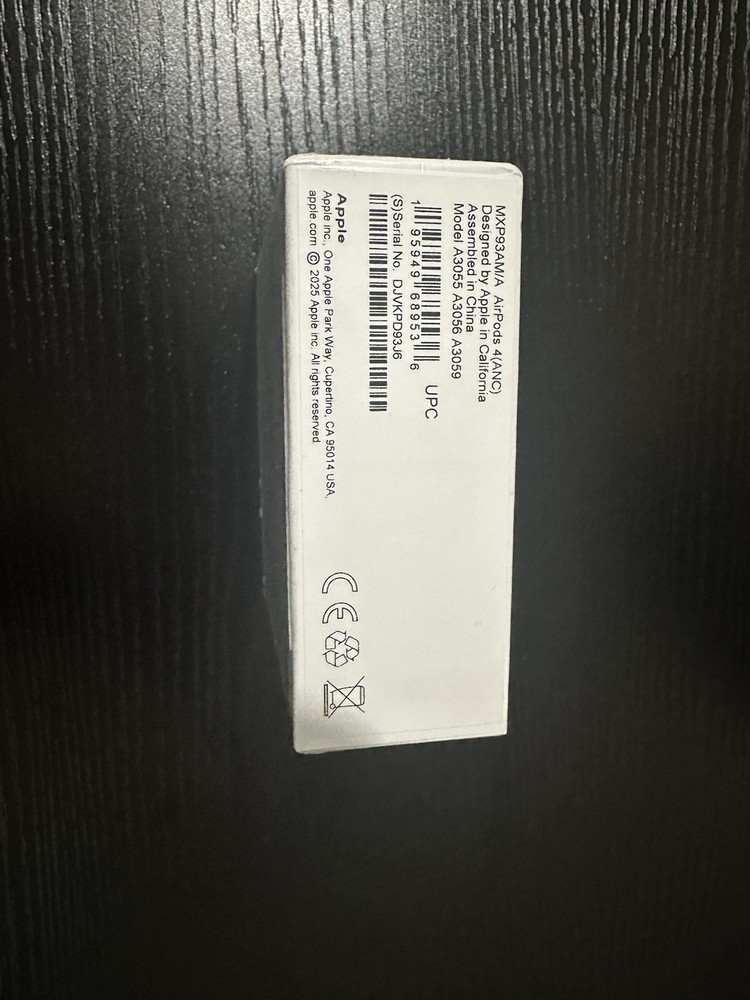 MXP93AM/A AirPods 4(ANC)
Designed by Apple in California
Assembled in China
Model A3055 A3056 A3059
UPC
1 95949 68953 6
(S)Serial No. DJVKPD93J6
Apple
Apple inc., One Apple Park Way, Cupertino, CA 95014 USA,
apple.com © 2025 Apple inc. All rights reserved.
CE